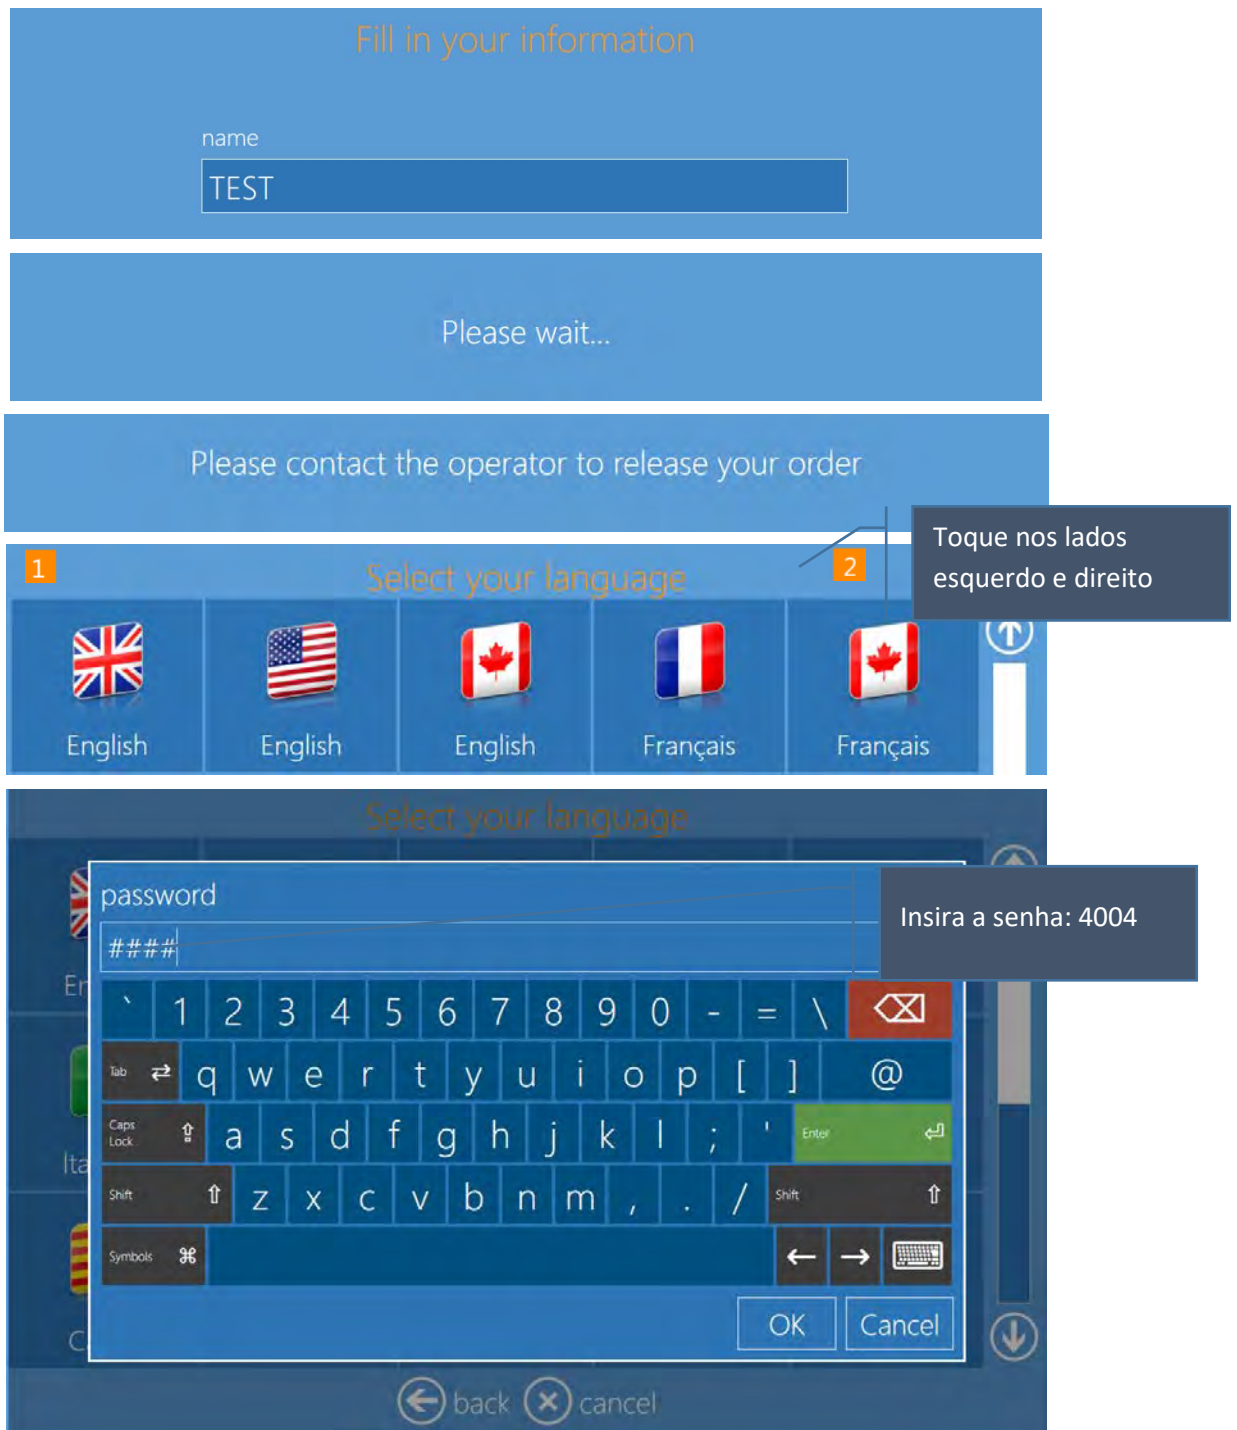 Fill in your information
name
TEST
Please wait...
Please contact the operator to release your order
Toque nos lados
esquerdo e direito
1
2
Select your language
English
English
English
Français
Français
Select your language
password
####
Insira a senha: 4004
` 1 2 3 4 5 6 7 8 9 0 - = \
Tab q w e r t y u i o p [ ] @
Caps Lock a s d f g h j k l ; ' Enter
Shift z x c v b n m , . / Shift
Symbols
OK Cancel
back cancel